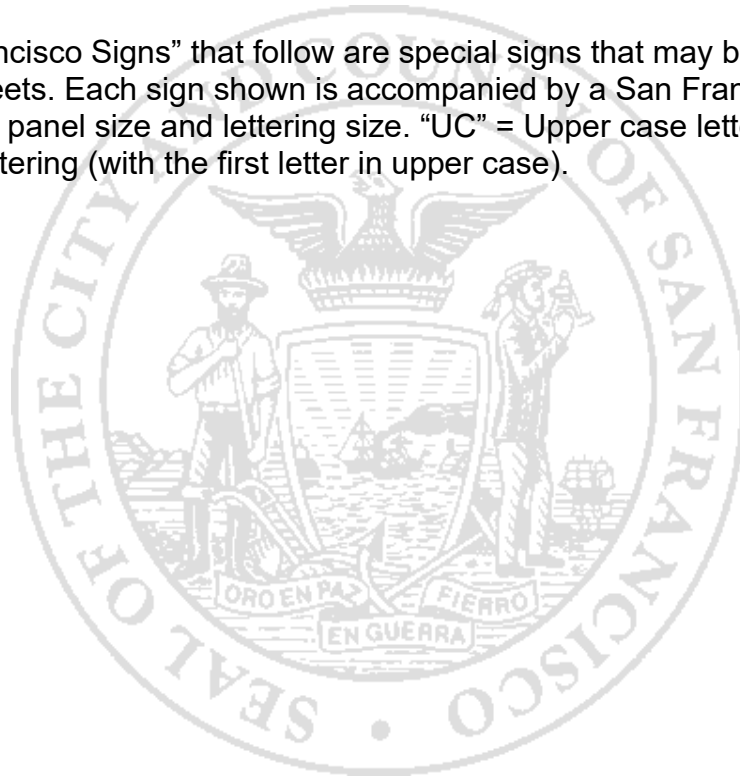 ncisco Signs” that follow are special signs that may b
eets. Each sign shown is accompanied by a San Fran
panel size and lettering size. “UC” = Upper case lett
tering (with the first letter in upper case).
SEAL OF THE CITY AND COUNTY OF SAN FRANCISCO
ORO EN PAZ
FIERRO
EN GUERRA